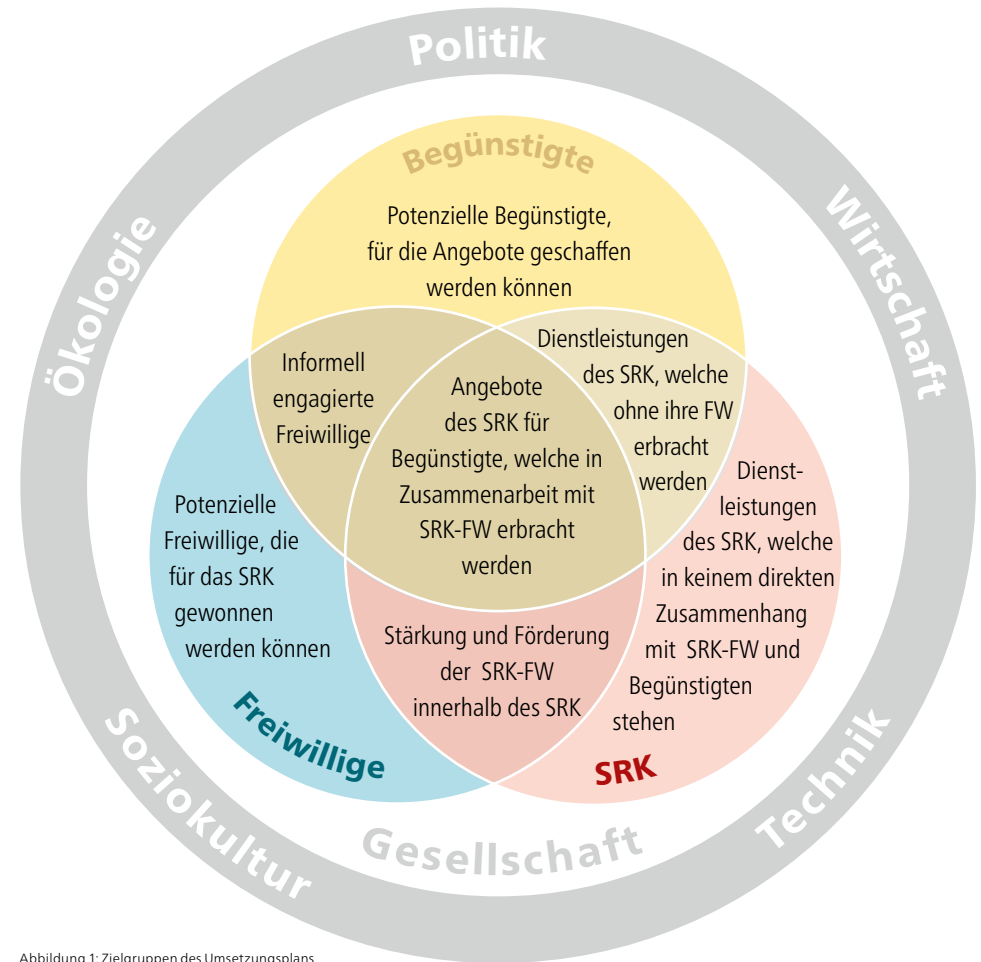 Politik
Wirtschaft
Ökologie
Begünstigte
Potenzielle Begünstigte,
für die Angebote geschaffen
werden können
Informell
engagierte
Freiwillige
Angebote
des SRK für
Begünstigte, welche in
Zusammenarbeit mit
SRK-FW erbracht
werden
Dienstleistungen
des SRK, welche
ohne ihre FW
erbracht
werden
Potenzielle
Freiwillige, die
für das SRK
gewonnen
werden können
Dienst-
leistungen
des SRK, welche
in keinem direkten
Zusammenhang
mit SRK-FW und
Begünstigten
stehen
Stärkung und Förderung
der SRK-FW
innerhalb des SRK
Freiwillige
SRK
Soziokultur
Technik
Gesellschaft
Abbildung 1: Zielgruppen des Umsetzungsplans